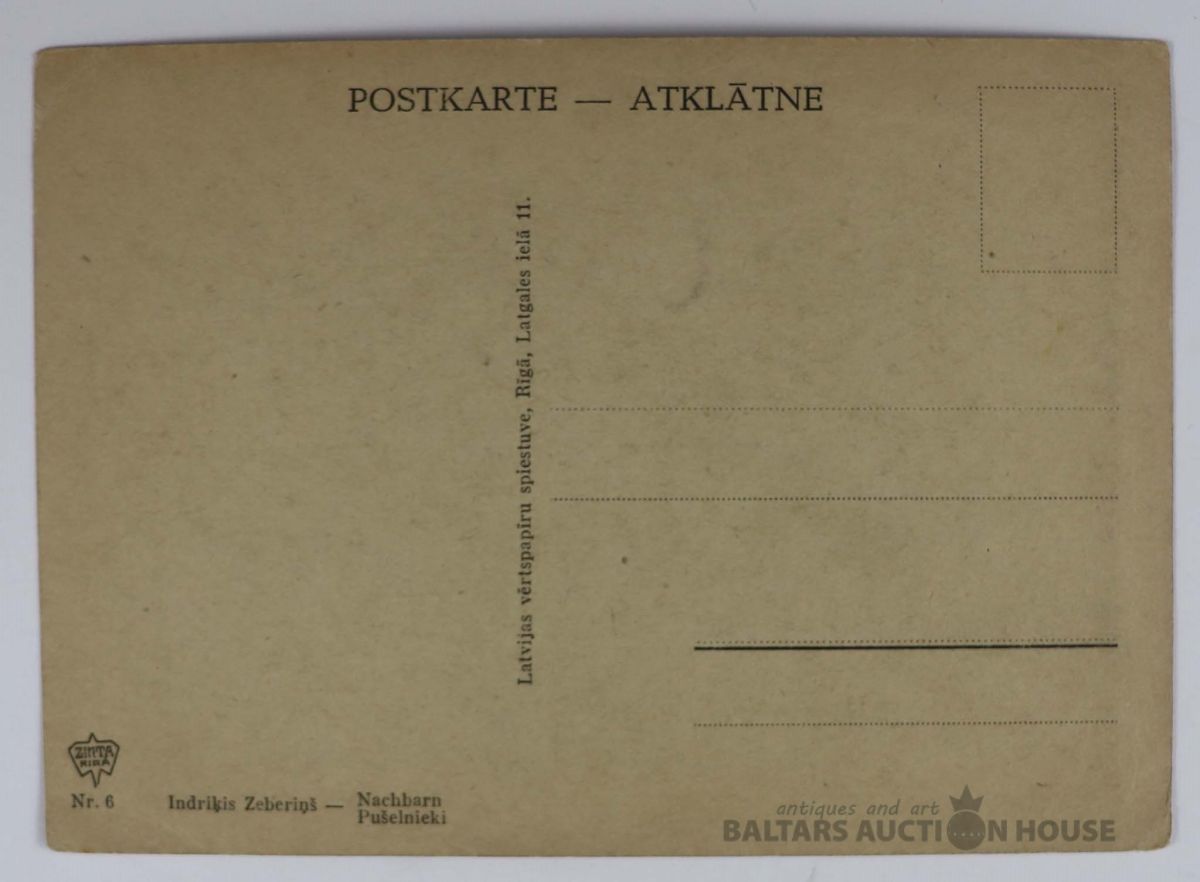 POSTKARTE — ATKLĀTNE
Latvijas vērtspapīru spiestuve, Rīgā, Latgales ielā 11.
ZINTA
RIGA
Nr. 6
Indriķis Zeberiņš — Nachbarn
Pušelnieki
antiques and art
BALTARS AUCTION HOUSE